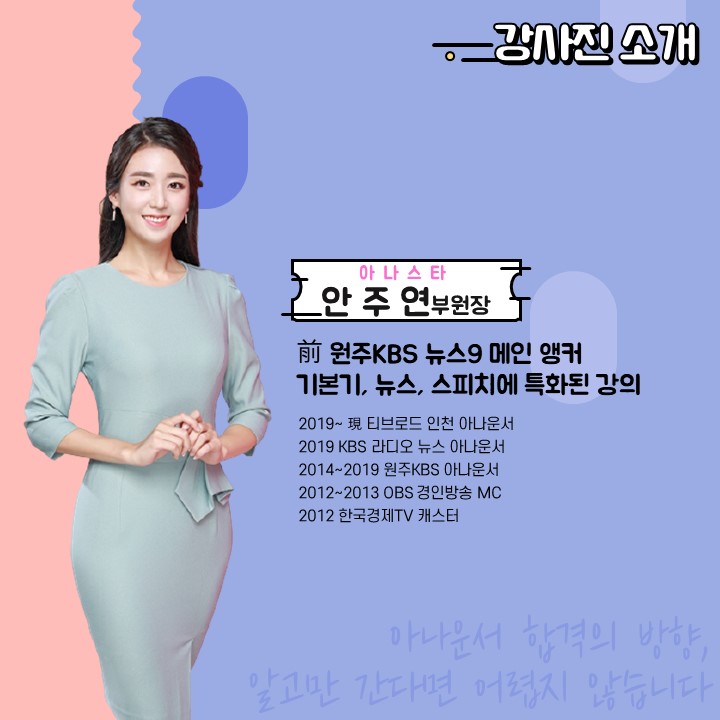 강사진 소개
아나스타
안주연부원장
前 원주KBS 뉴스9 메인 앵커
기본기, 뉴스, 스피치에 특화된 강의
2019~ 現 티브로드 인천 아나운서
2019 KBS 라디오 뉴스 아나운서
2014~2019 원주KBS 아나운서
2012~2013 OBS 경인방송 MC
2012 한국경제TV 캐스터
아나운서 합격의 방향,
알고만 간다면 어렵지 않습니다